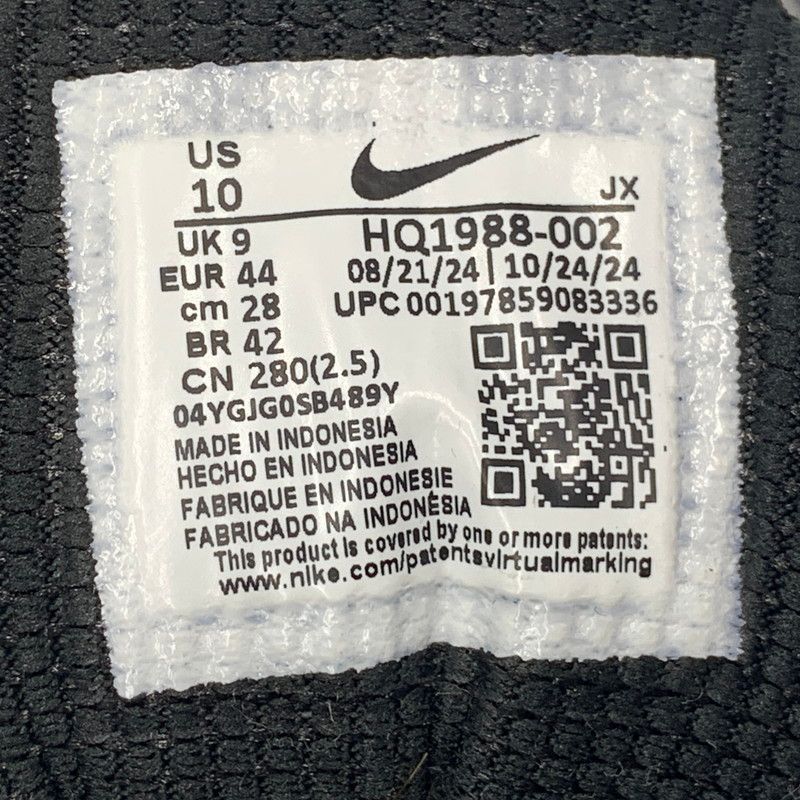 US
10
JX
UK 9
HQ1988-002
EUR 44
08/21/24 | 10/24/24
cm 28
UPC 00197859083336
BR 42
CN 280(2.5)
04YGJG0SB489Y
MADE IN INDONESIA
HECHO EN INDONESIA
FABRIQUE EN INDONESIE
FABRICADO NA INDONÉSIA
This product is covered by one or more patents:
www.nike.com/patentsvirtualmarking